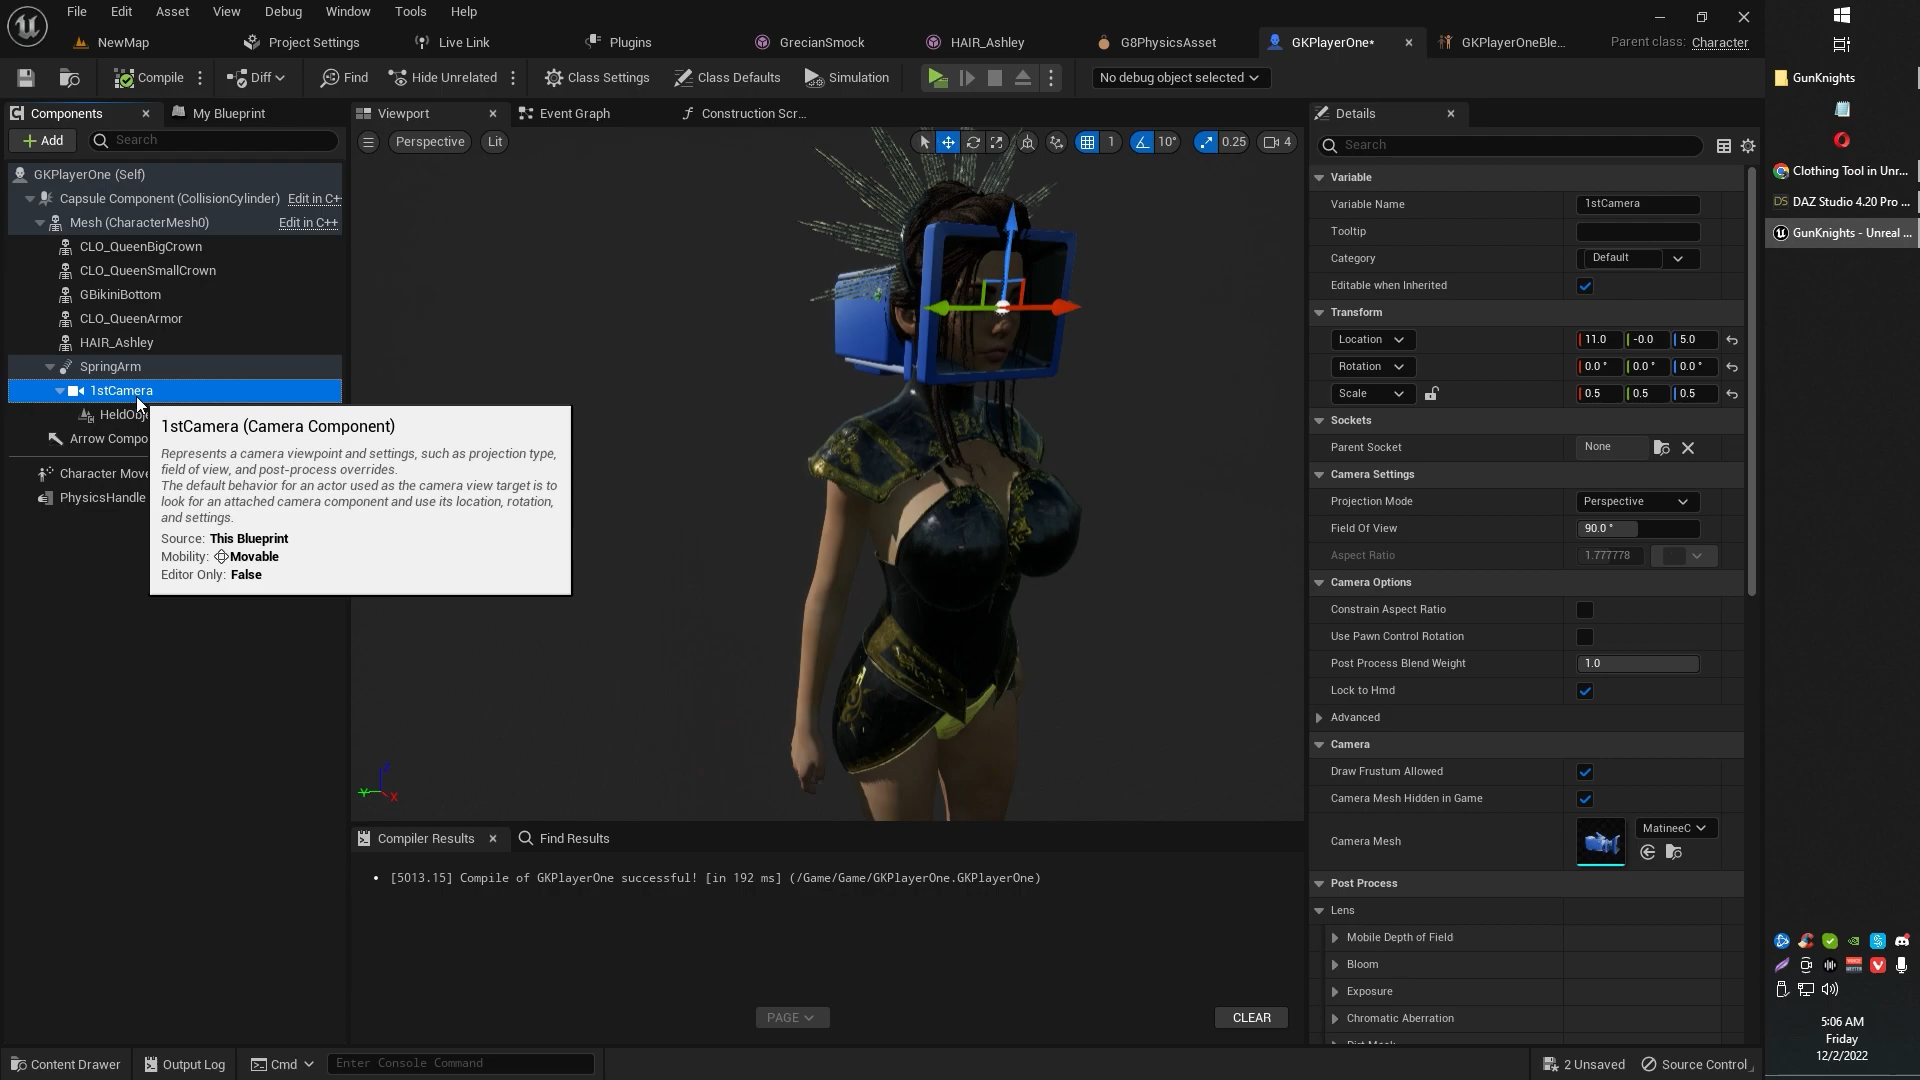 File Edit Asset View Debug Window Tools Help
NewMap Project Settings Live Link Plugins GrecianSmock HAIR_Ashley G8PhysicsAsset GKPlayerOne* GKPlayerOneBle... Parent class: Character
Compile Diff Find Hide Unrelated Class Settings Class Defaults Simulation No debug object selected
Components My Blueprint
Add Search
GKPlayerOne (Self)
Capsule Component (CollisionCylinder) Edit in C+
Mesh (CharacterMesh0) Edit in C++
CLO_QueenBigCrown
CLO_QueenSmallCrown
GBikiniBottom
CLO_QueenArmor
HAIR_Ashley
SpringArm
1stCamera
HeldObje
Arrow Compo
Character Move
PhysicsHandle
1stCamera (Camera Component)
Represents a camera viewpoint and settings, such as projection type,
field of view, and post-process overrides.
The default behavior for an actor used as the camera view target is to
look for an attached camera component and use its location, rotation,
and settings.
Source: This Blueprint
Mobility: Movable
Editor Only: False
Viewport Event Graph Construction Scr...
Perspective Lit 1 10° 0.25 4
Compiler Results Find Results
[5013.15] Compile of GKPlayerOne successful! [in 192 ms] (/Game/Game/GKPlayerOne.GKPlayerOne)
PAGE CLEAR
Details
Search
Variable
Variable Name 1stCamera
Tooltip
Category Default
Editable when Inherited
Transform
Location 11.0 -0.0 5.0
Rotation 0.0 ° 0.0 ° 0.0 °
Scale 0.5 0.5 0.5
Sockets
Parent Socket None
Camera Settings
Projection Mode Perspective
Field Of View 90.0 °
Aspect Ratio 1.777778
Camera Options
Constrain Aspect Ratio
Use Pawn Control Rotation
Post Process Blend Weight 1.0
Lock to Hmd
Advanced
Camera
Draw Frustum Allowed
Camera Mesh Hidden in Game
Camera Mesh MatineeC
Post Process
Lens
Mobile Depth of Field
Bloom
Exposure
Chromatic Aberration
Content Drawer Output Log Cmd Enter Console Command 2 Unsaved Source Control
GunKnights
Clothing Tool in Unr...
DAZ Studio 4.20 Pro ...
GunKnights - Unreal ...
5:06 AM
Friday
12/2/2022